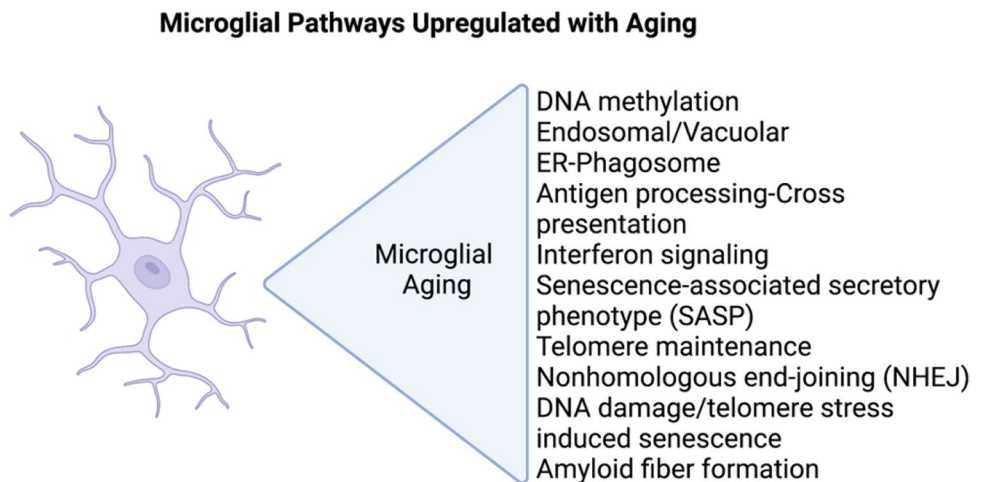 Microglial Pathways Upregulated with Aging
Microglial
Aging
DNA methylation
Endosomal/Vacuolar
ER-Phagosome
Antigen processing-Cross
presentation
Interferon signaling
Senescence-associated secretory
phenotype (SASP)
Telomere maintenance
Nonhomologous end-joining (NHEJ)
DNA damage/telomere stress
induced senescence
Amyloid fiber formation